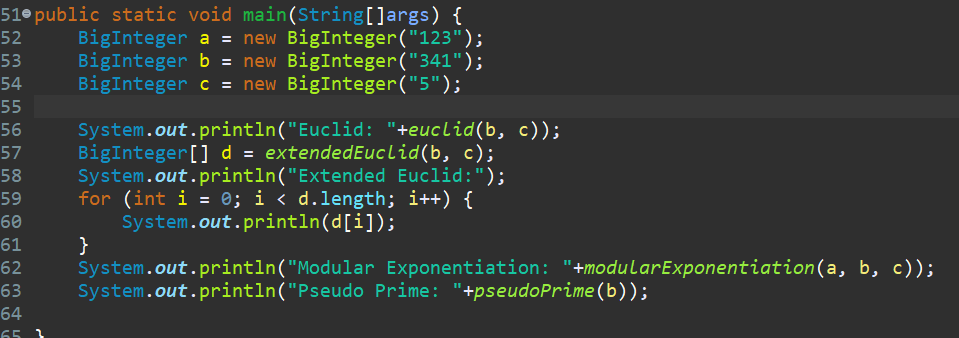 51 public static void main(String[]args) {
52     BigInteger a = new BigInteger("123");
53     BigInteger b = new BigInteger("341");
54     BigInteger c = new BigInteger("5");
55
56     System.out.println("Euclid: "+euclid(b, c));
57     BigInteger[] d = extendedEuclid(b, c);
58     System.out.println("Extended Euclid:");
59     for (int i = 0; i < d.length; i++) {
60         System.out.println(d[i]);
61     }
62     System.out.println("Modular Exponentiation: "+modularExponentiation(a, b, c));
63     System.out.println("Pseudo Prime: "+pseudoPrime(b));
64
65 }